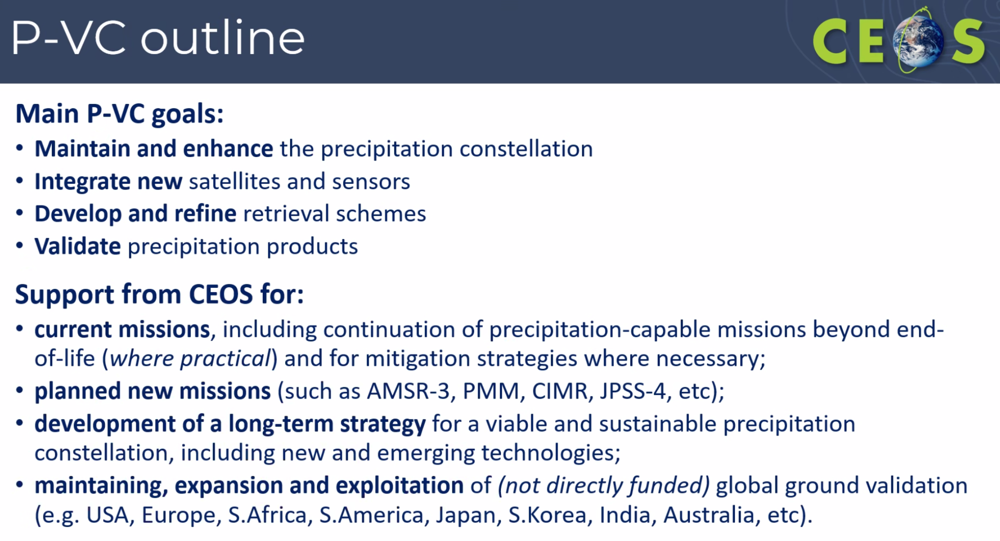 P-VC outline
CEOS
Main P-VC goals:
• Maintain and enhance the precipitation constellation
• Integrate new satellites and sensors
• Develop and refine retrieval schemes
• Validate precipitation products
Support from CEOS for:
• current missions, including continuation of precipitation-capable missions beyond end-
of-life (where practical) and for mitigation strategies where necessary;
• planned new missions (such as AMSR-3, PMM, CIMR, JPSS-4, etc);
• development of a long-term strategy for a viable and sustainable precipitation
constellation, including new and emerging technologies;
• maintaining, expansion and exploitation of (not directly funded) global ground validation
(e.g. USA, Europe, S.Africa, S.America, Japan, S.Korea, India, Australia, etc).